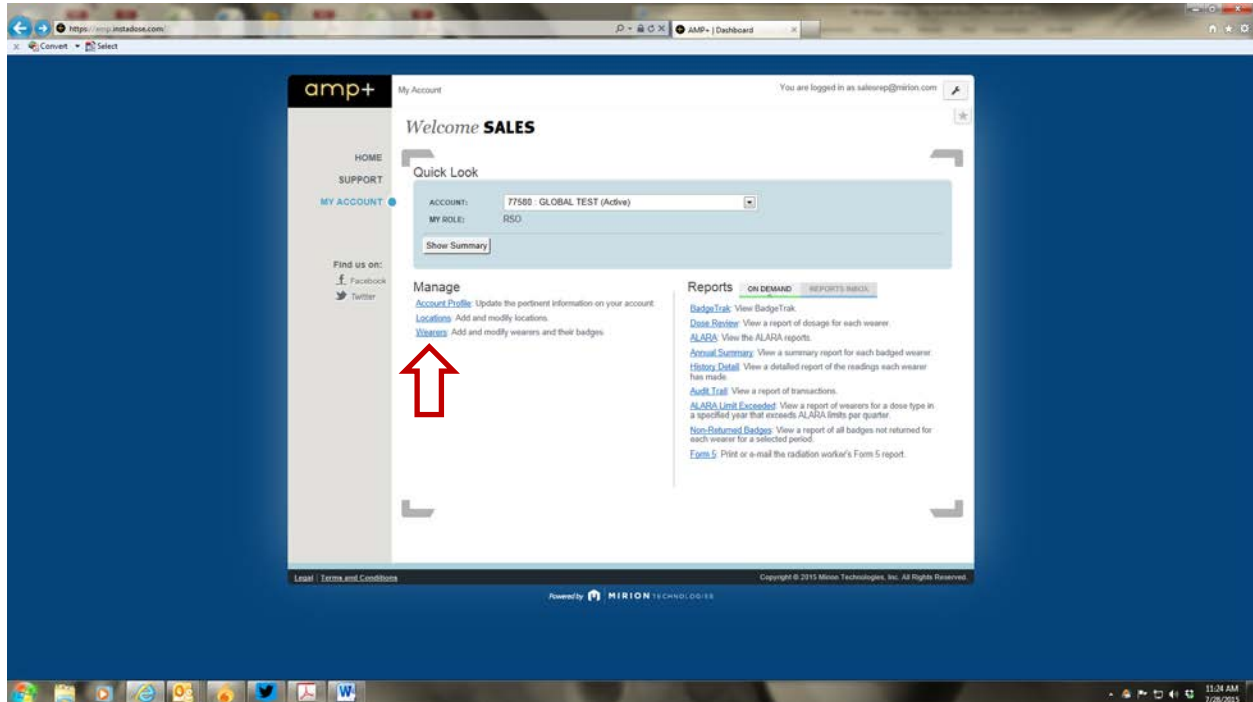 https://amp.instadose.com/
AMP+ | Dashboard
x Convert Select
amp+
My Account
You are logged in as salesrep@mirion.com
Welcome SALES
HOME
SUPPORT
MY ACCOUNT
Find us on:
Facebook
Twitter
Quick Look
ACCOUNT: 77580 : GLOBAL TEST (Active)
MY ROLE: RSO
Show Summary
Manage
Account Profile: Update the pertinent information on your account.
Locations: Add and modify locations.
Wearers: Add and modify wearers and their badges.
Reports ON DEMAND REPORTS INBOX
BadgeTrak: View BadgeTrak.
Dose Review: View a report of dosage for each wearer.
ALARA: View the ALARA reports.
Annual Summary: View a summary report for each badged wearer.
History Detail: View a detailed report of the readings each wearer
has made.
Audit Trail: View a report of transactions.
ALARA Limit Exceeded: View a report of wearers for a dose type in
a specified year that exceeds ALARA limits per quarter.
Non-Returned Badges: View a report of all badges not returned for
each wearer for a selected period.
Form 5: Print or e-mail the radiation worker's Form 5 report.
Legal | Terms and Conditions
Copyright © 2015 Mirion Technologies, Inc. All Rights Reserved.
Powered by MIRION TECHNOLOGIES
11:24 AM
7/28/2015